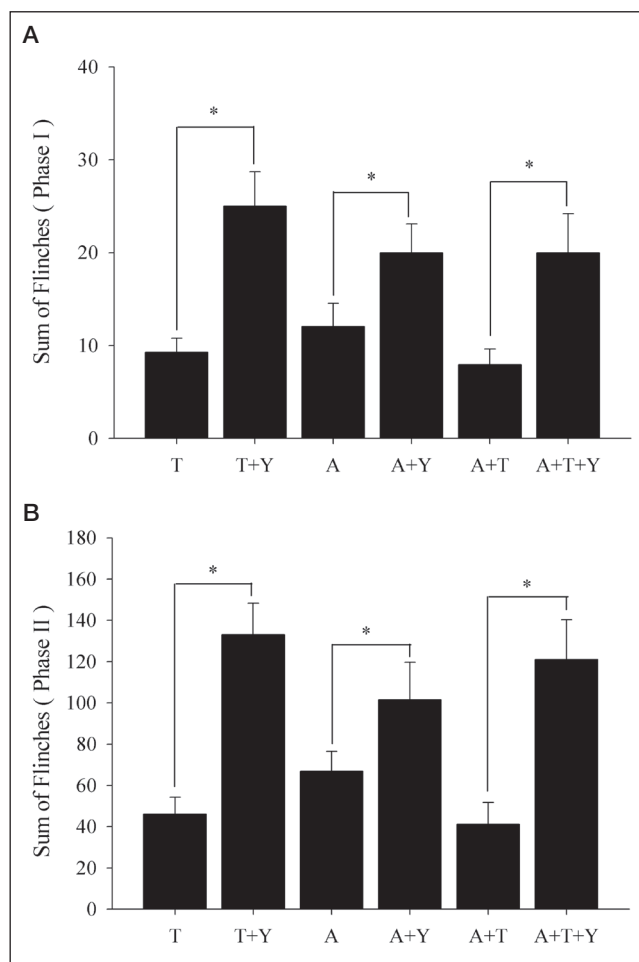 A
Sum of Flinches ( Phase I )
40
30
20
10
0
*
*
*
T
T+Y
A
A+Y
A+T
A+T+Y
B
Sum of Flinches ( Phase II )
180
160
140
120
100
80
60
40
20
0
*
*
*
T
T+Y
A
A+Y
A+T
A+T+Y